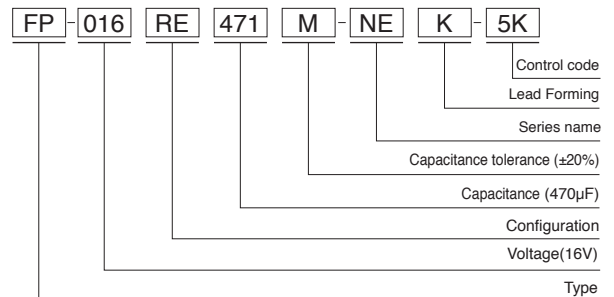 FP-016 RE 471 M-NE K-5K
Control code
Lead Forming
Series name
Capacitance tolerance (±20%)
Capacitance (470µF)
Configuration
Voltage(16V)
Type